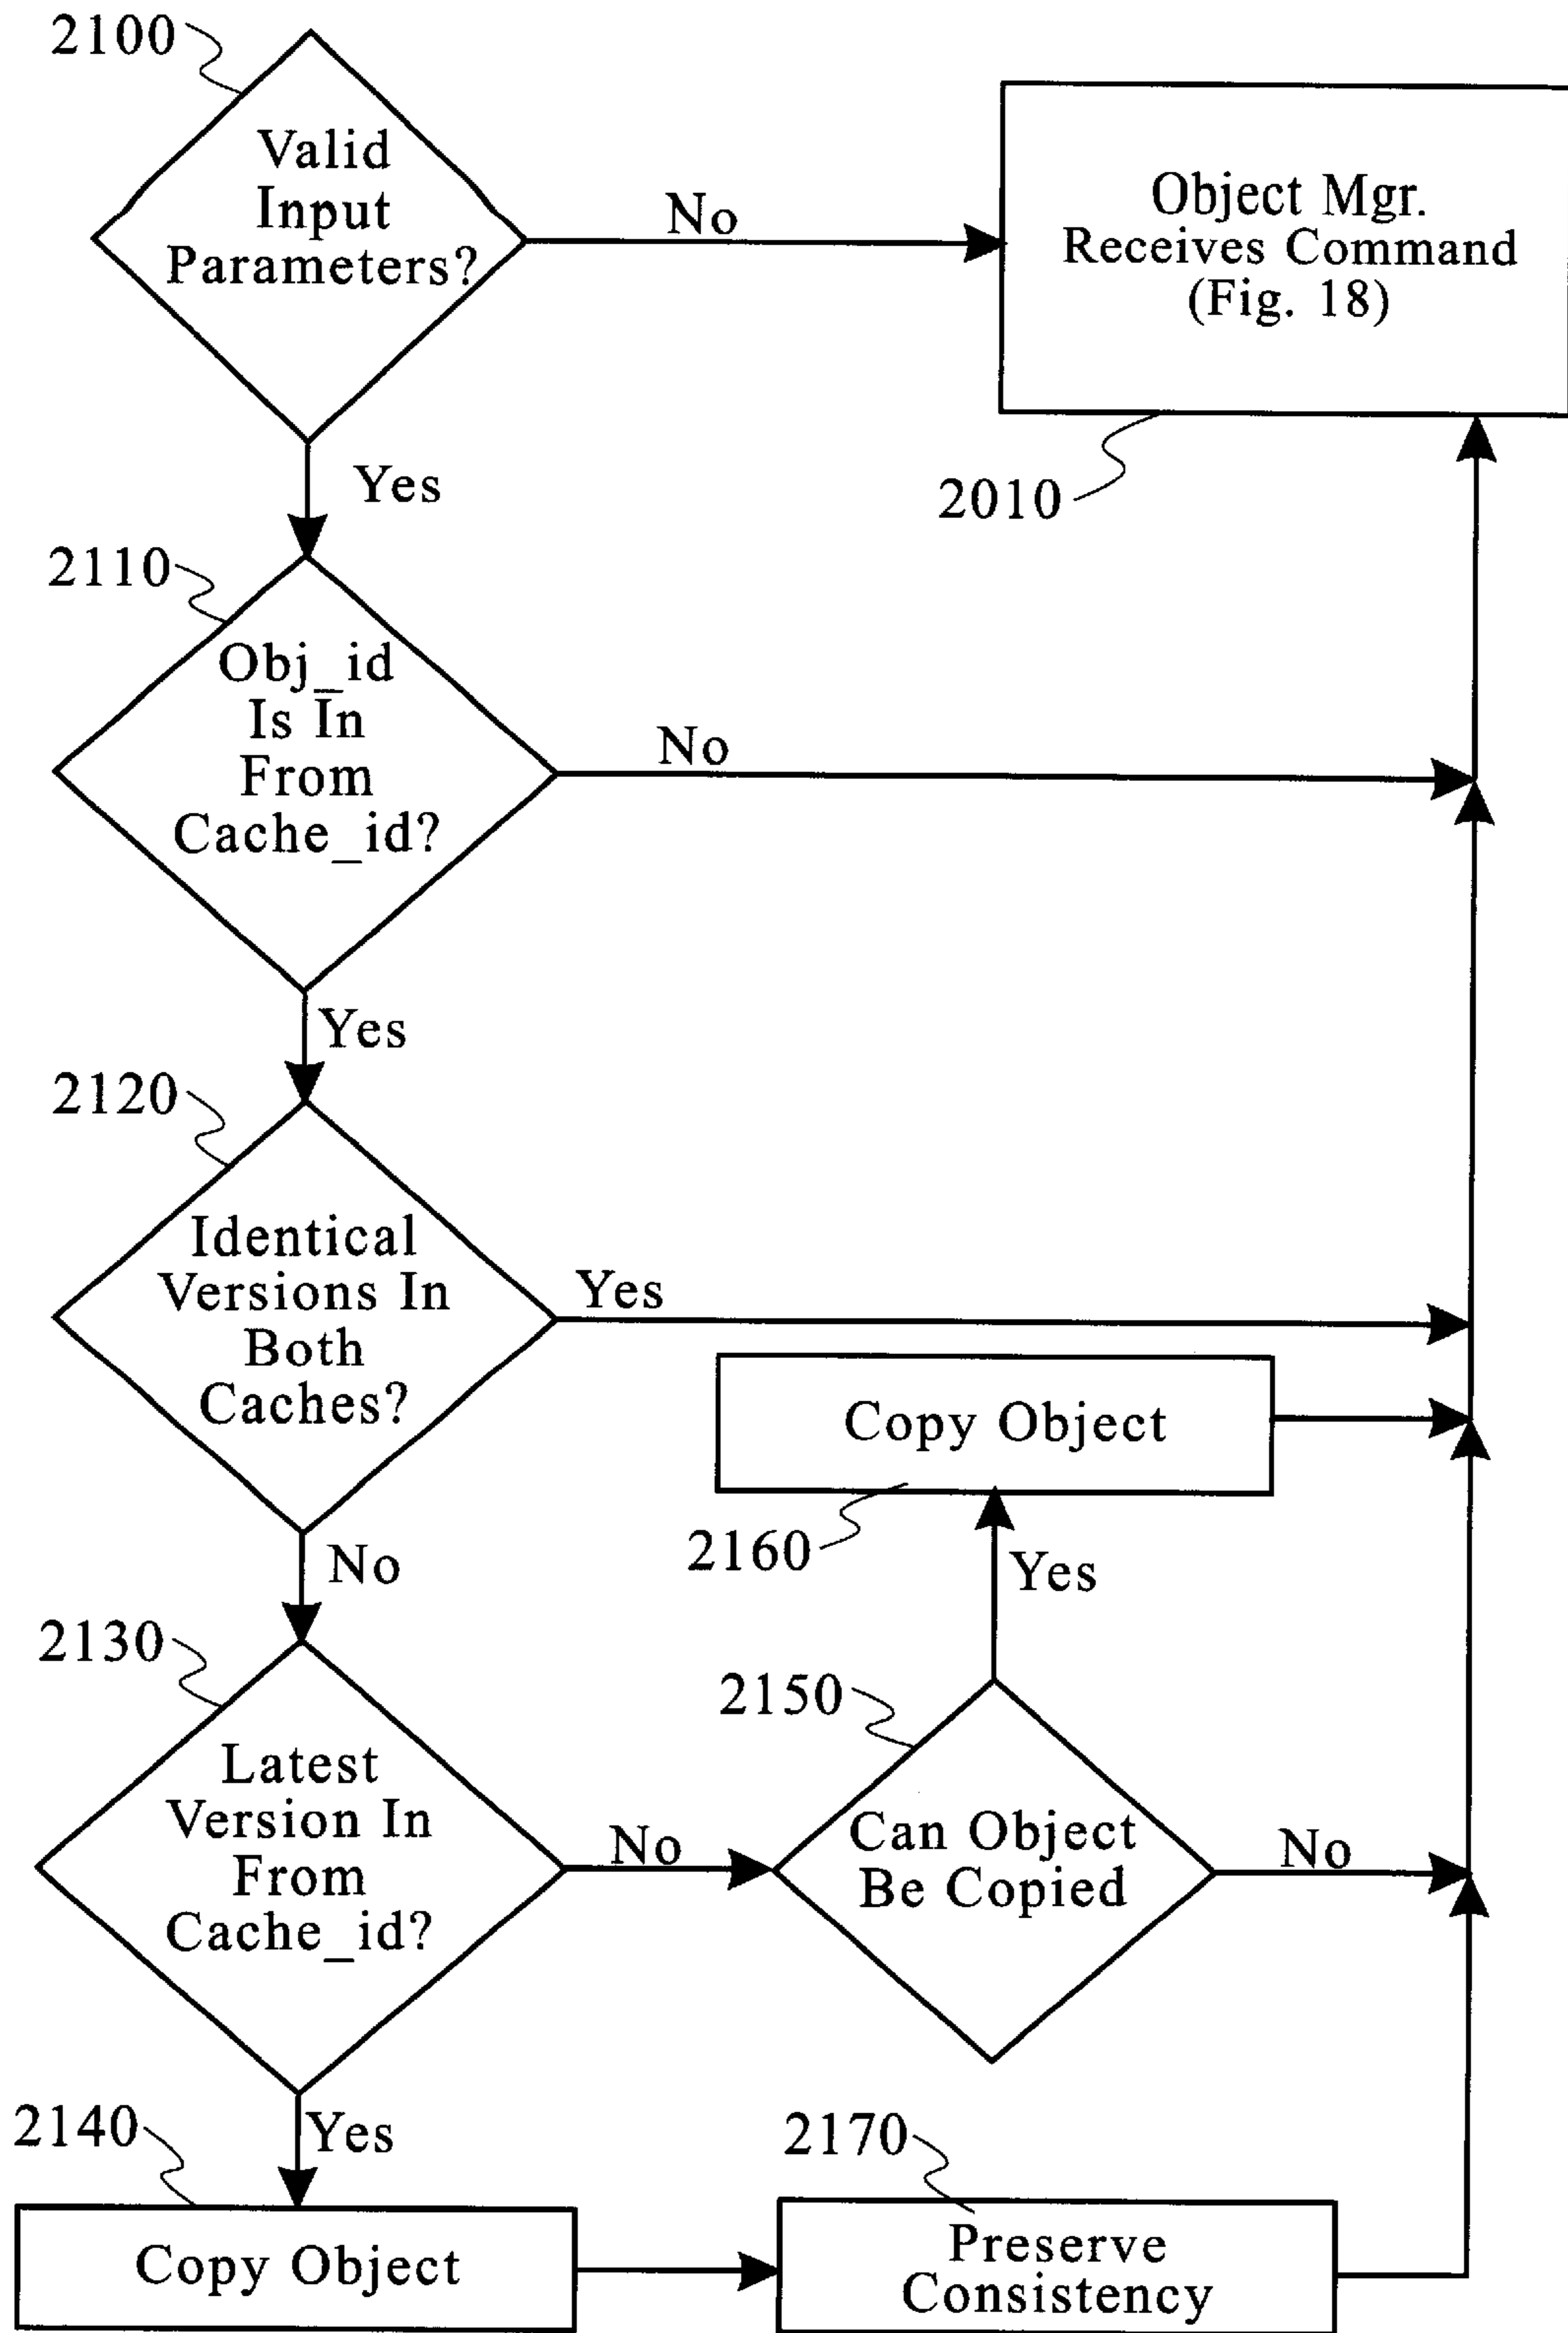 2100
Valid
Input
Parameters?
No
Object Mgr.
Receives Command
(Fig. 18)
2010
Yes
2110
Obj_id
Is In
From
Cache_id?
No
Yes
2120
Identical
Versions In
Both
Caches?
Yes
Copy Object
2160
Yes
No
2130
Latest
Version In
From
Cache_id?
No
2150
Can Object
Be Copied
No
Yes
2140
Copy Object
2170
Preserve
Consistency